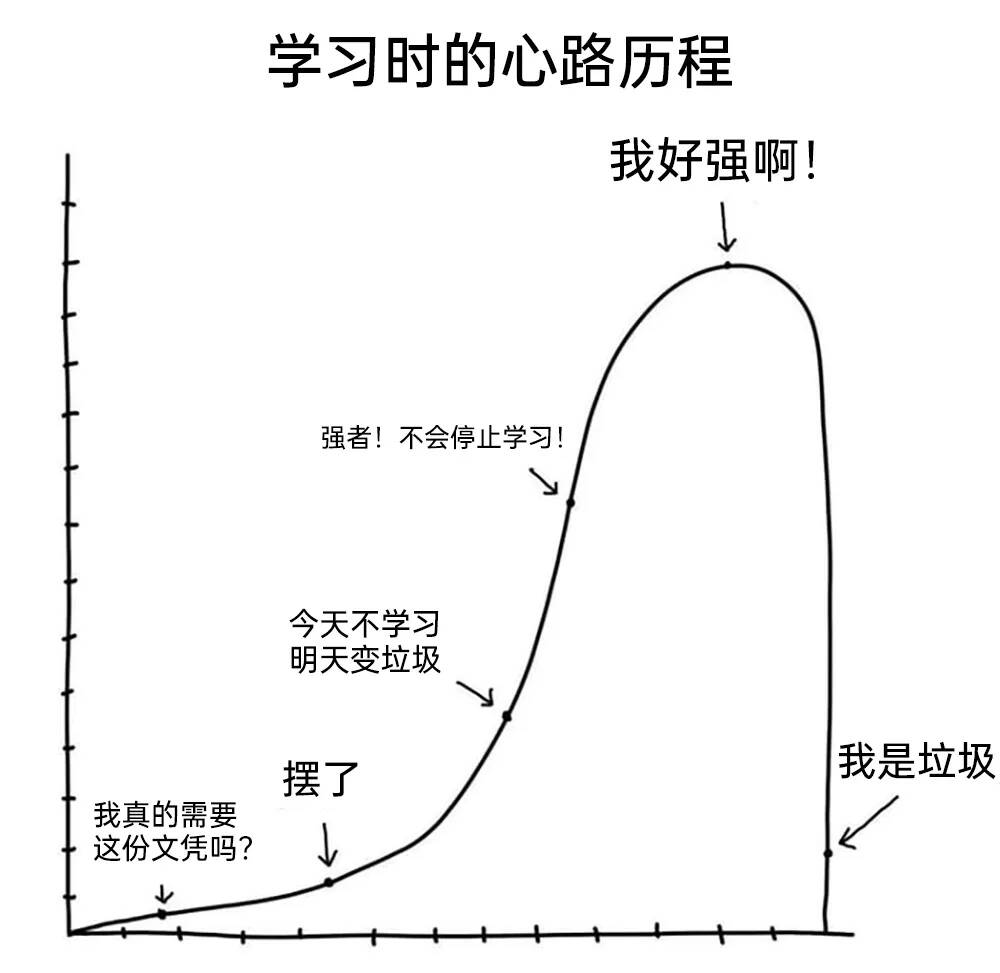 学习时的心路历程
我好强啊！
强者！不会停止学习！
今天不学习
明天变垃圾
摆了
我是垃圾
我真的需要
这份文凭吗？